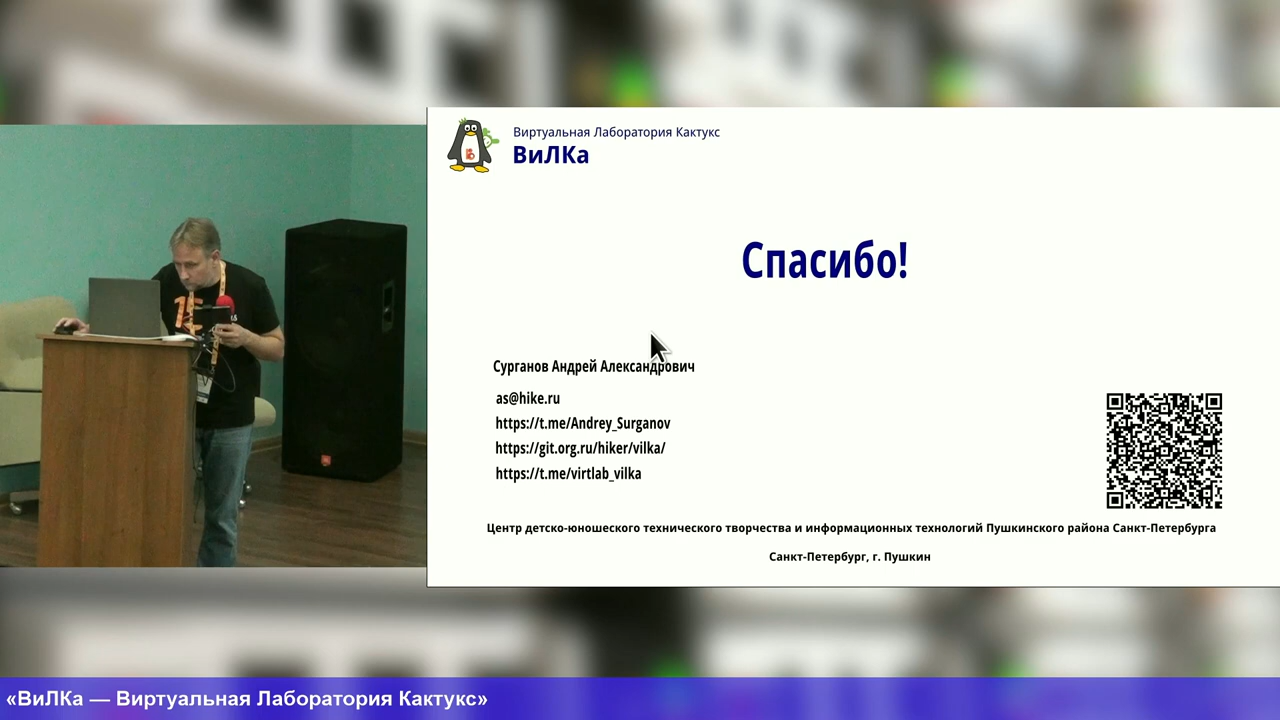 Виртуальная Лаборатория Кактукс
ВиЛКа
Спасибо!
Сурганов Андрей Александрович
as@hike.ru
https://t.me/Andrey_Surganov
https://git.org.ru/hiker/vilka/
https://t.me/virtlab_vilka
Центр детско-юношеского технического творчества и информационных технологий Пушкинского района Санкт-Петербурга
Санкт-Петербург, г. Пушкин
«ВиЛКа — Виртуальная Лаборатория Кактукс»